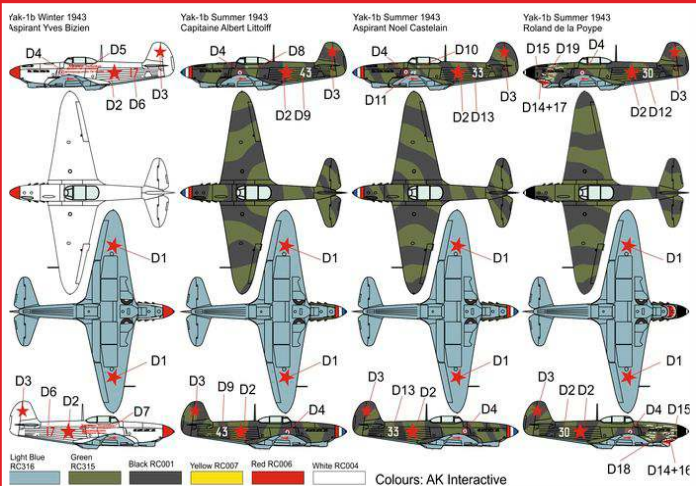 Yak-1b Winter 1943
Aspirant Yves Bizien
Yak-1b Summer 1943
Capitaine Albert Littolff
Yak-1b Summer 1943
Aspirant Noel Castelain
Yak-1b Summer 1943
Roland de la Poype
D4
D5
D4
D8
D4
D10
D15
D19
D4
17
43
33
30
D3
D3
D3
D3
D11
D2
D6
D2
D9
D2
D13
D14+17
D2
D12
D1
D1
D1
D1
D1
D1
D1
D1
D3
D6
D2
D7
D3
D9
D2
D4
D3
D13
D2
D4
D3
D2
D2
D4
D15
17
43
33
30
D18
D14+16
Light Blue
RC316
Green
RC315
Black RC001
Yellow RC007
Red RC006
White RC004
Colours: AK Interactive